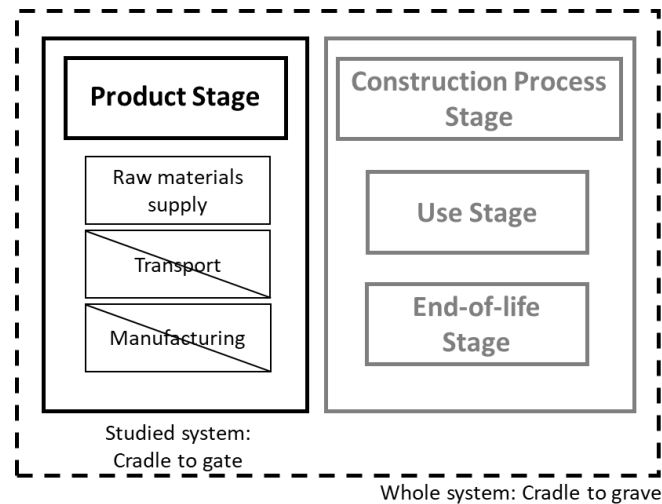 Product Stage
Raw materials
supply
Transport
Manufacturing
Studied system:
Cradle to gate
Construction Process
Stage
Use Stage
End-of-life
Stage
Whole system: Cradle to grave